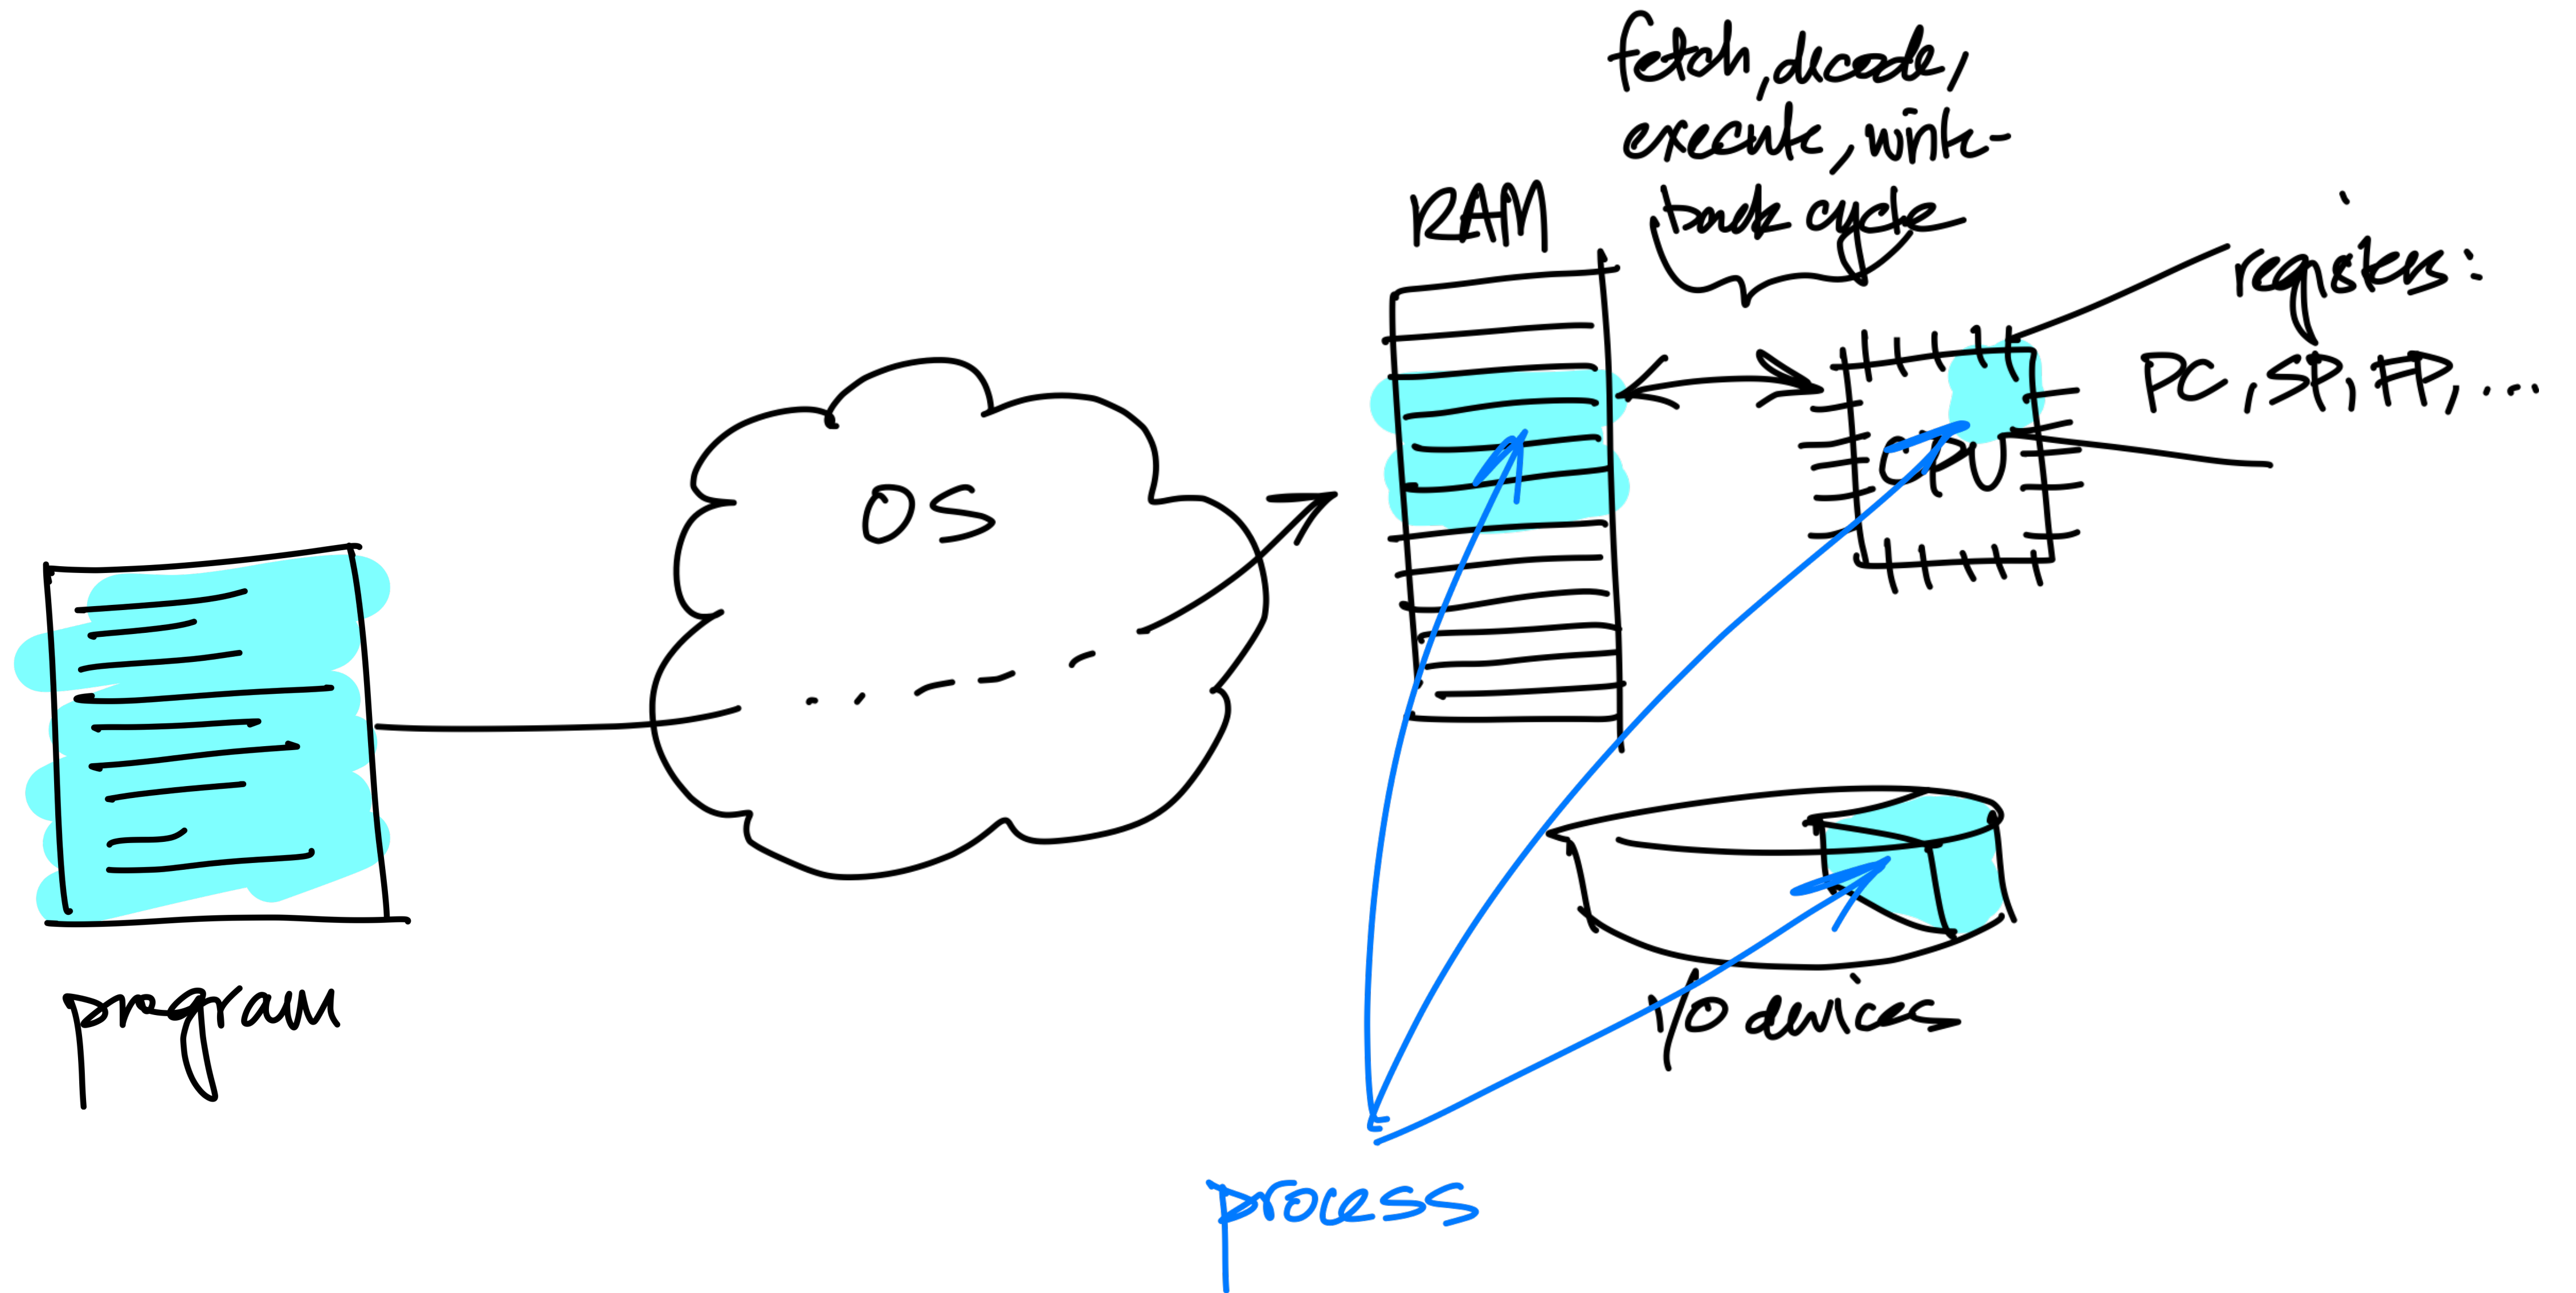 fetch, decode,
execute, write-
back cycle
RAM
registers:
PC, SP, FP, ...
CPU
OS
program
I/O devices
process